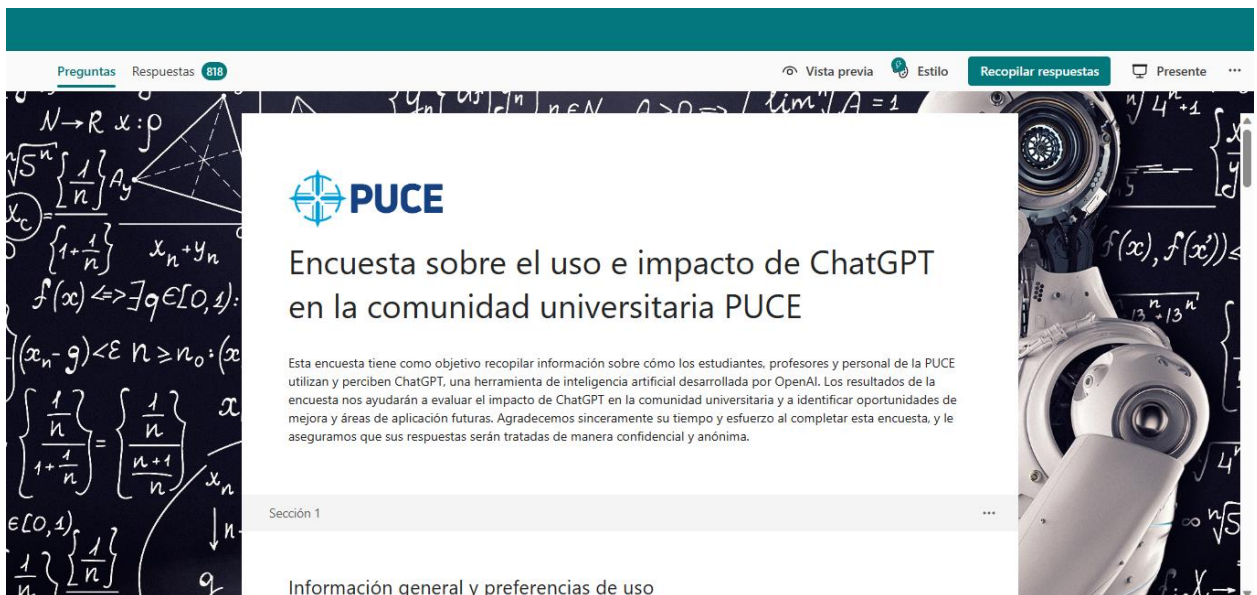 Preguntas Respuestas 818
Vista previa Estilo Recopilar respuestas Presente
PUCE
Encuesta sobre el uso e impacto de ChatGPT
en la comunidad universitaria PUCE
Esta encuesta tiene como objetivo recopilar información sobre cómo los estudiantes, profesores y personal de la PUCE
utilizan y perciben ChatGPT, una herramienta de inteligencia artificial desarrollada por OpenAI. Los resultados de la
encuesta nos ayudarán a evaluar el impacto de ChatGPT en la comunidad universitaria y a identificar oportunidades de
mejora y áreas de aplicación futuras. Agradecemos sinceramente su tiempo y esfuerzo al completar esta encuesta, y le
aseguramos que sus respuestas serán tratadas de manera confidencial y anónima.
Sección 1
Información general y preferencias de uso